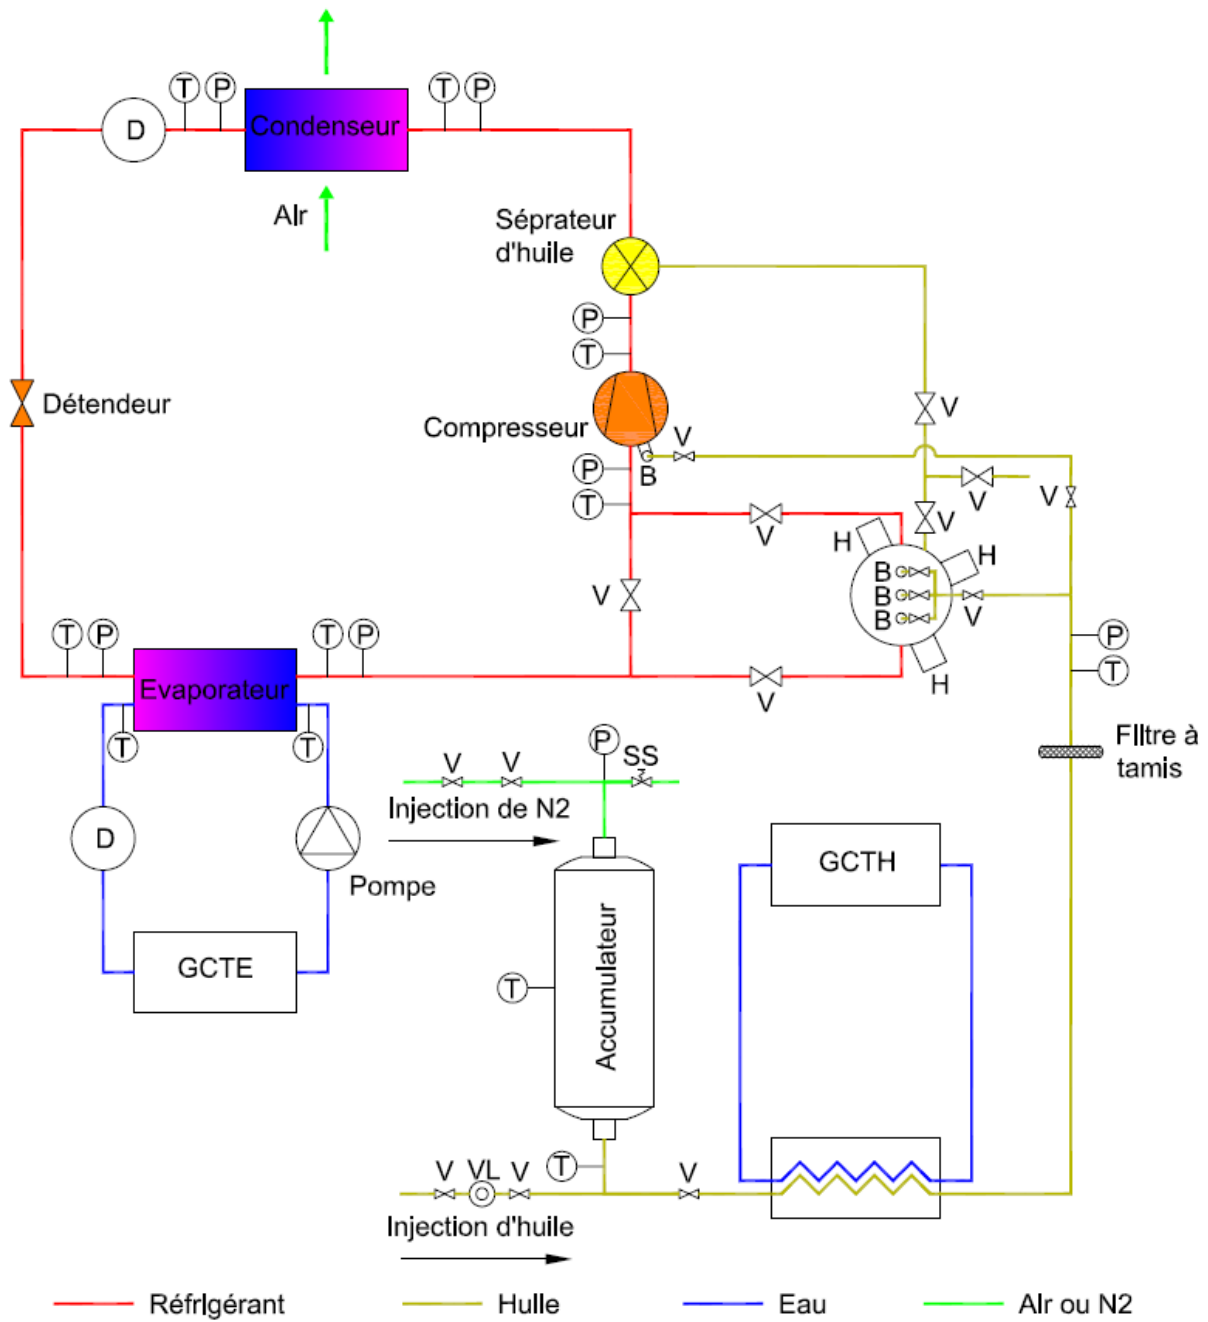 T P
T P
D
Condenseur
AIr
Séprateur
d'huile
P
T
Détendeur
Compresseur
V
V
P
B
T
V
V
V
V
H
H
B
B
B
V
V
H
V
P
T
T P
T P
Evaporateur
T
T
P
SS
V
V
Injection de N2
FIltre à
tamis
D
Pompe
GCTH
GCTE
Accumulateur
T
T
V VL V
V
Injection d'huile
RéfrIgérant
HuIle
Eau
AIr ou N2